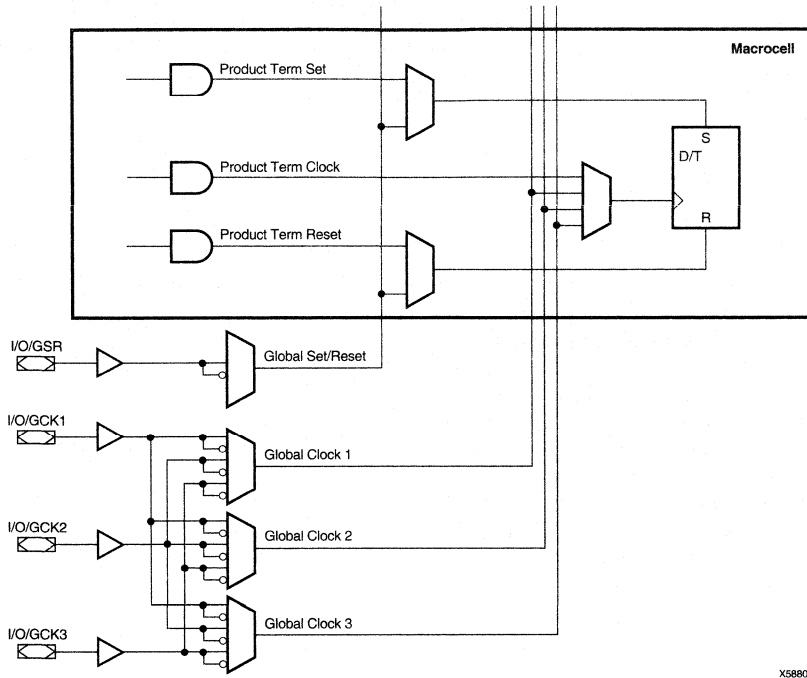 Macrocell
Product Term Set
S
D/T
Product Term Clock
R
Product Term Reset
I/O/GSR
Global Set/Reset
I/O/GCK1
Global Clock 1
I/O/GCK2
Global Clock 2
I/O/GCK3
Global Clock 3
X5880